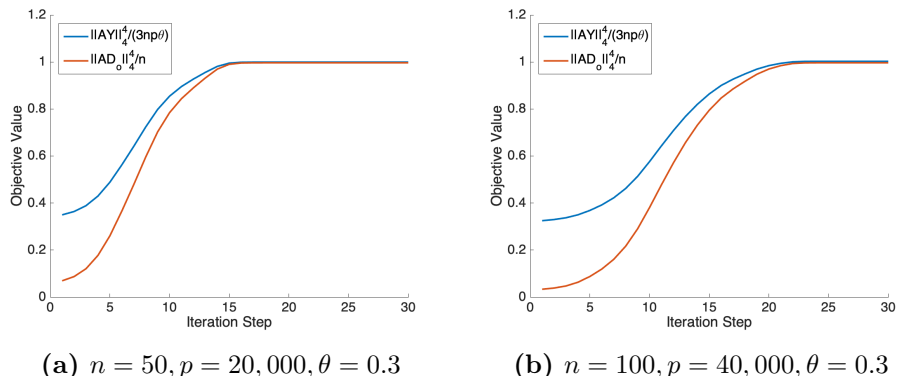 1.2
||AY||₄⁴/(3npθ)
||AD₀||₄⁴/n
1
0.8
0.6
0.4
0.2
0
Objective Value
0 5 10 15 20 25 30
Iteration Step
(a) n = 50, p = 20, 000, θ = 0.3
1.2
||AY||₄⁴/(3npθ)
||AD₀||₄⁴/n
1
0.8
0.6
0.4
0.2
0
Objective Value
0 5 10 15 20 25 30
Iteration Step
(b) n = 100, p = 40, 000, θ = 0.3